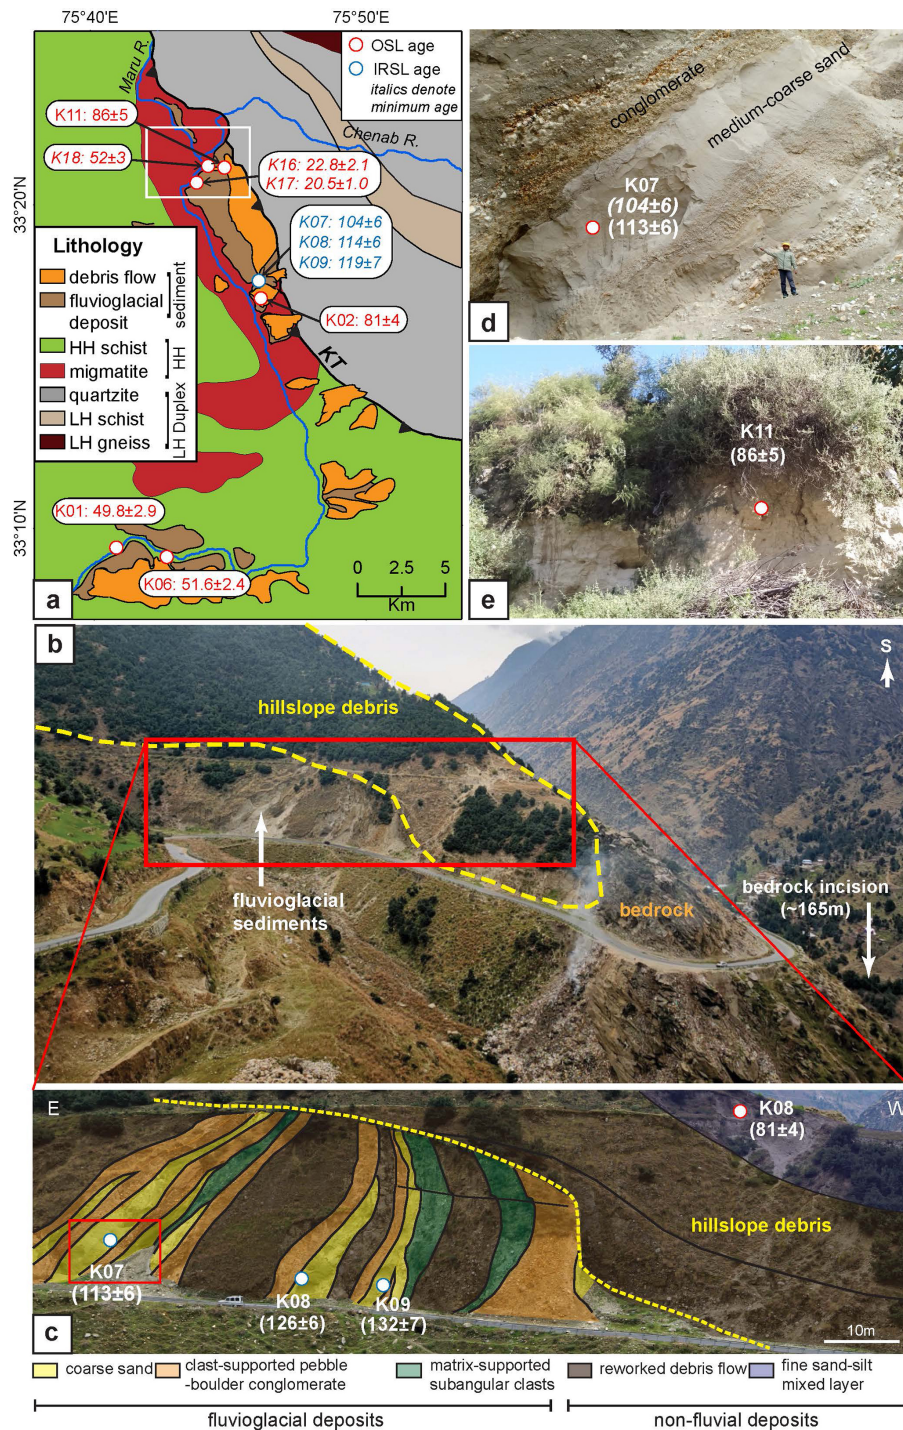 75°40'E
75°50'E
33°20'N
33°10'N
Maru R.
Chenab R.
OSL age
IRSL age
italics denote
minimum age
K11: 86±5
K18: 52±3
K16: 22.8±2.1
K17: 20.5±1.0
K07: 104±6
K08: 114±6
K09: 119±7
K02: 81±4
KT
Lithology
debris flow
fluvioglacial
deposit
sediment
HH schist
migmatite
HH
quartzite
LH schist
LH gneiss
LH Duplex
K01: 49.8±2.9
K06: 51.6±2.4
0 2.5 5
Km
a
conglomerate
medium-coarse sand
K07
(104±6)
(113±6)
d
K11
(86±5)
e
b
S
hillslope debris
fluvioglacial
sediments
bedrock
bedrock incision
(~165m)
E
W
K08
(81±4)
hillslope debris
K07
(113±6)
K08
(126±6)
K09
(132±7)
10m
c
coarse sand
clast-supported pebble
-boulder conglomerate
matrix-supported
subangular clasts
reworked debris flow
fine sand-silt
mixed layer
fluvioglacial deposits
non-fluvial deposits